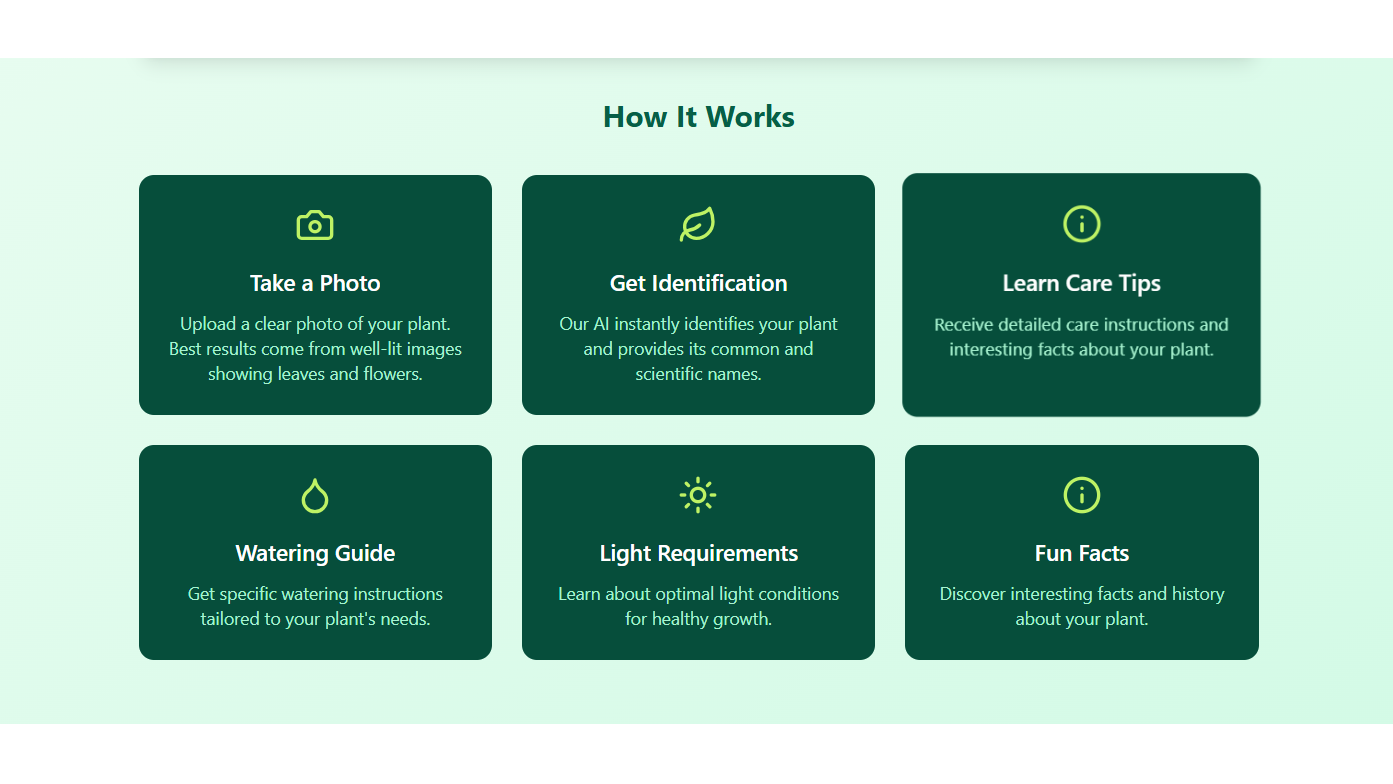 How It Works
Take a Photo
Upload a clear photo of your plant.
Best results come from well-lit images
showing leaves and flowers.
Get Identification
Our AI instantly identifies your plant
and provides its common and
scientific names.
Learn Care Tips
Receive detailed care instructions and
interesting facts about your plant.
Watering Guide
Get specific watering instructions
tailored to your plant's needs.
Light Requirements
Learn about optimal light conditions
for healthy growth.
Fun Facts
Discover interesting facts and history
about your plant.